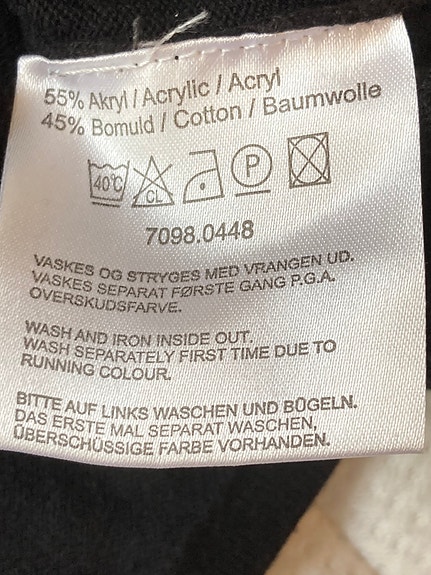 55% Akryl / Acrylic / Acryl
45% Bomuld / Cotton / Baumwolle
40°C CL P
7098.0448
VASKES OG STRYGES MED VRANGEN UD.
VASKES SEPARAT FØRSTE GANG P.G.A.
OVERSKUDSFARVE.
WASH AND IRON INSIDE OUT.
WASH SEPARATELY FIRST TIME DUE TO
RUNNING COLOUR.
BITTE AUF LINKS WASCHEN UND BÜGELN.
DAS ERSTE MAL SEPARAT WASCHEN,
ÜBERSCHÜSSIGE FARBE VORHANDEN.